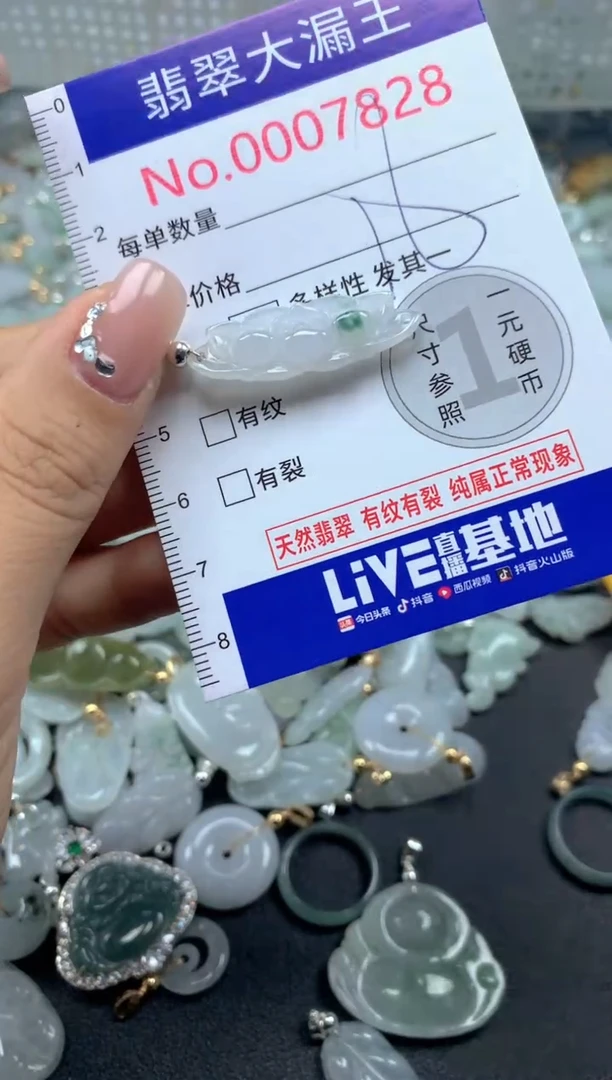 翡翠大漏王
No.0007828
每单数量
价格
多样性 发其一
有纹
有裂
一元硬币
1
尺寸参照
天然翡翠 有纹有裂 纯属正常现象
LiVE直播基地
今日头条 抖音 西瓜视频 抖音火山版
0
1
2
5
6
7
8